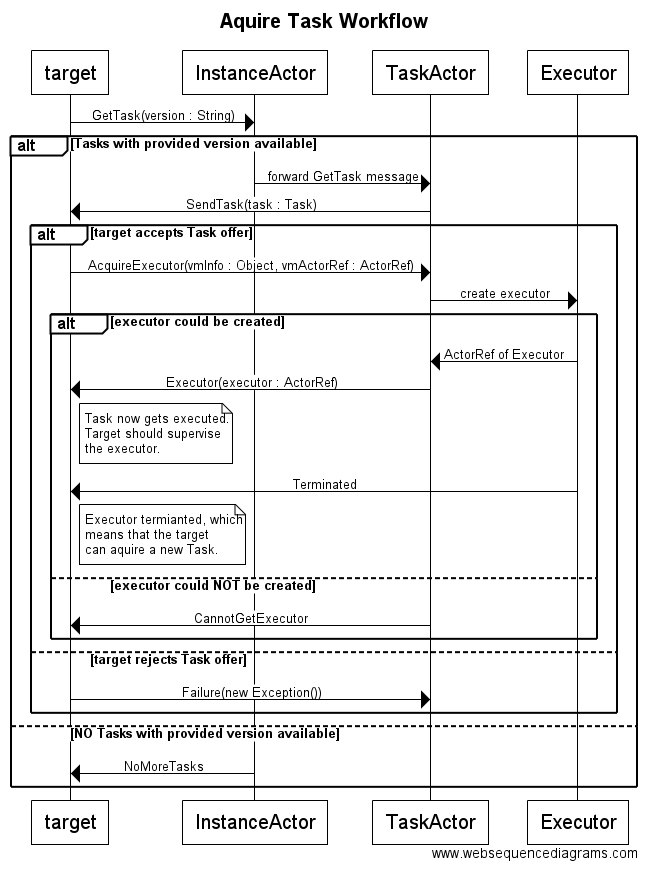 Aquire Task Workflow
target
InstanceActor
TaskActor
Executor
GetTask(version : String)
alt
[Tasks with provided version available]
forward GetTask message
SendTask(task : Task)
alt
[target accepts Task offer]
AcquireExecutor(vmInfo : Object, vmActorRef : ActorRef)
create executor
alt
[executor could be created]
ActorRef of Executor
Executor(executor : ActorRef)
Task now gets executed.
Target should supervise
the executor.
Terminated
Executor termianted, which
means that the target
can aquire a new Task.
[executor could NOT be created]
CannotGetExecutor
[target rejects Task offer]
Failure(new Exception())
[NO Tasks with provided version available]
NoMoreTasks
target
InstanceActor
TaskActor
Executor
www.websequencediagrams.com